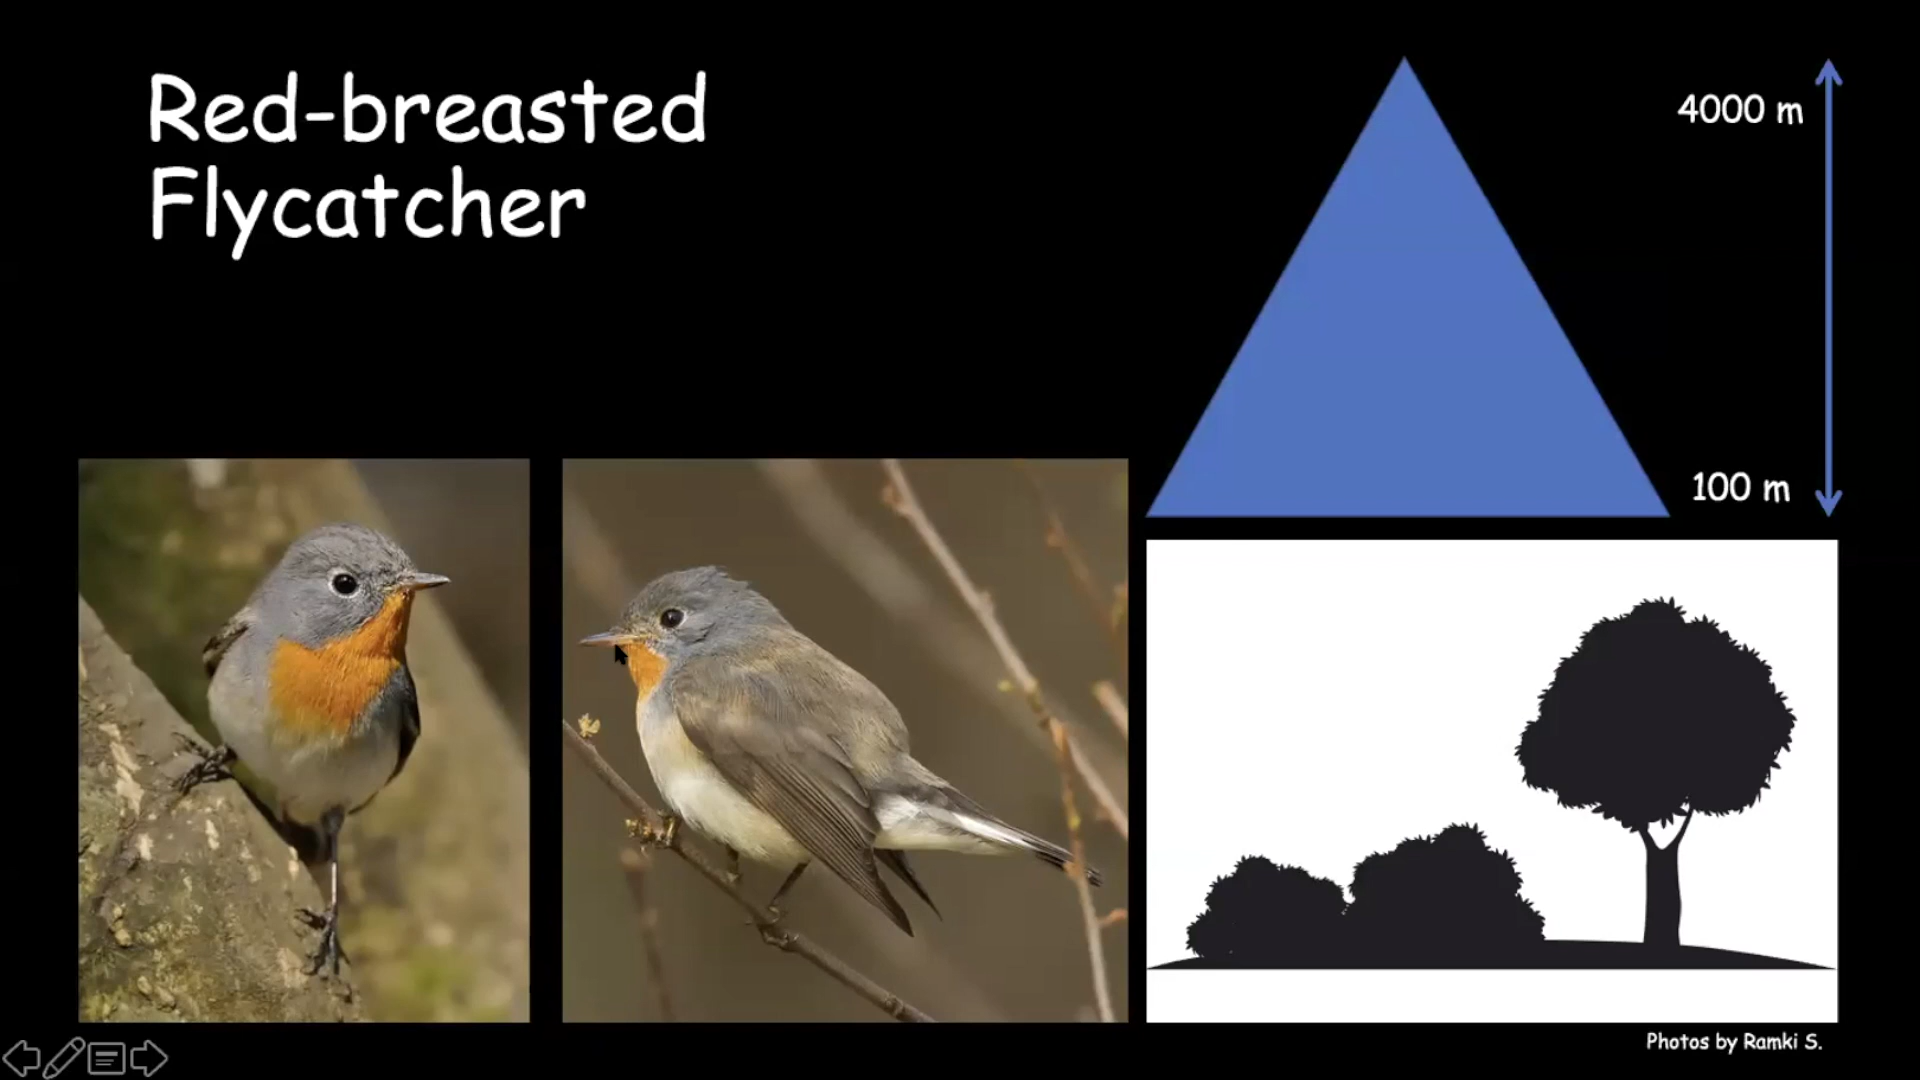 Red-breasted
Flycatcher
4000 m
100 m
Photos by Ramki S.